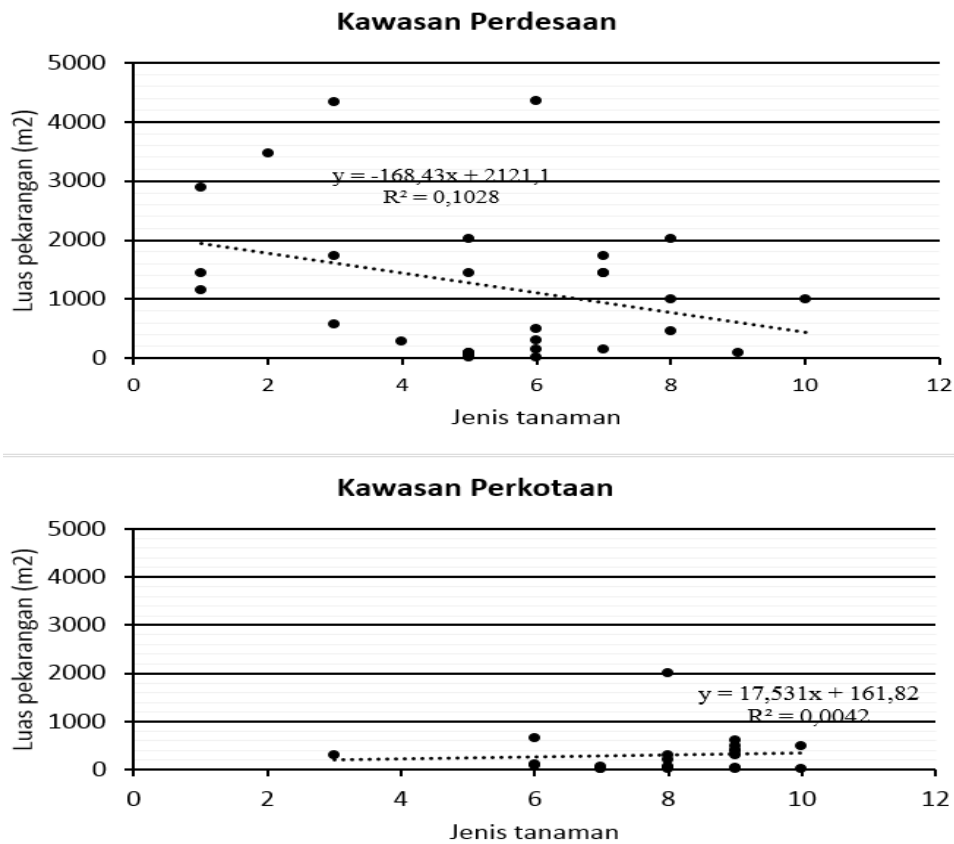 Kawasan Perdesaan
5000
4000
3000
2000
1000
0
Luas pekarangan (m2)
y = -168,43x + 2121,1
R² = 0,1028
0 2 4 6 8 10 12
Jenis tanaman
Kawasan Perkotaan
5000
4000
3000
2000
1000
0
Luas pekarangan (m2)
y = 17,531x + 161,82
R² = 0,0042
0 2 4 6 8 10 12
Jenis tanaman